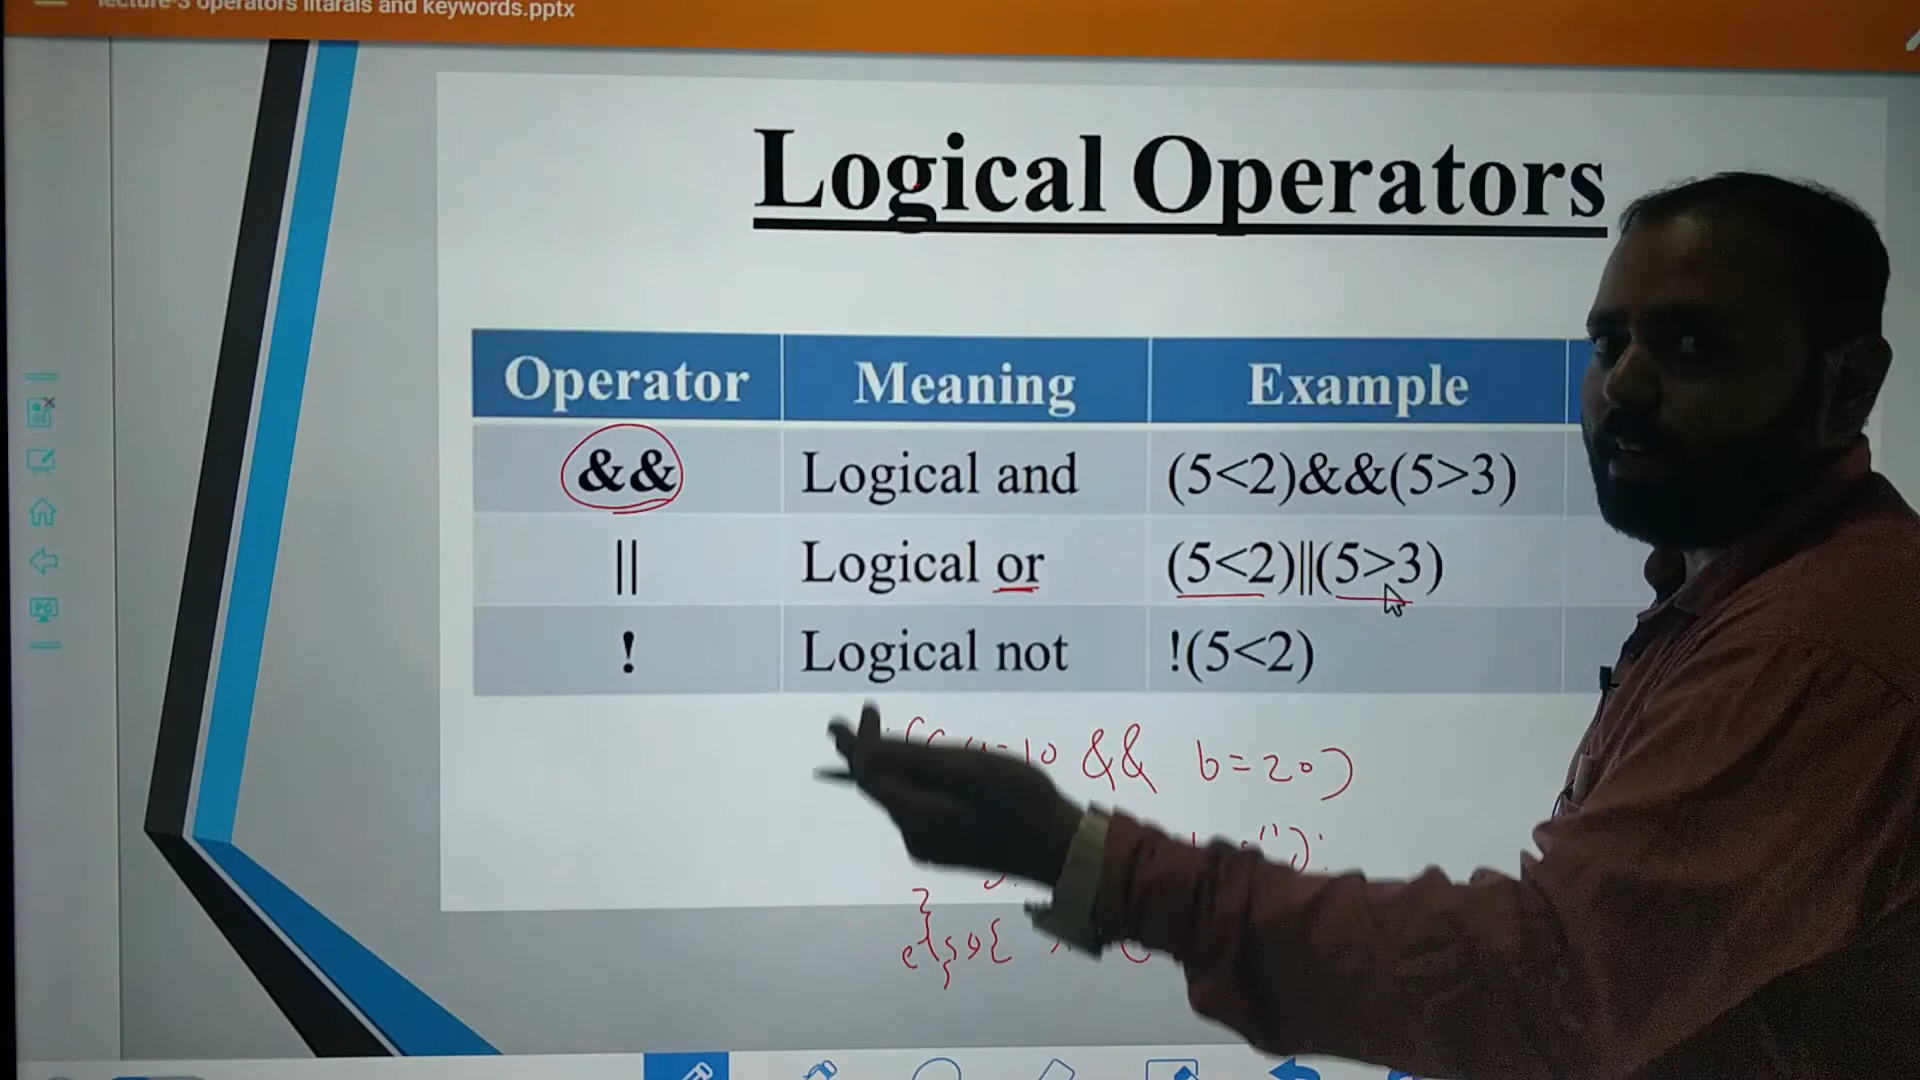 lecture-3 operators litarals and keywords.pptx
Logical Operators
Operator Meaning Example
&& Logical and (5<2)&&(5>3)
|| Logical or (5<2)||(5>3)
! Logical not !(5<2)
=10 && b=20)
");
}
else{